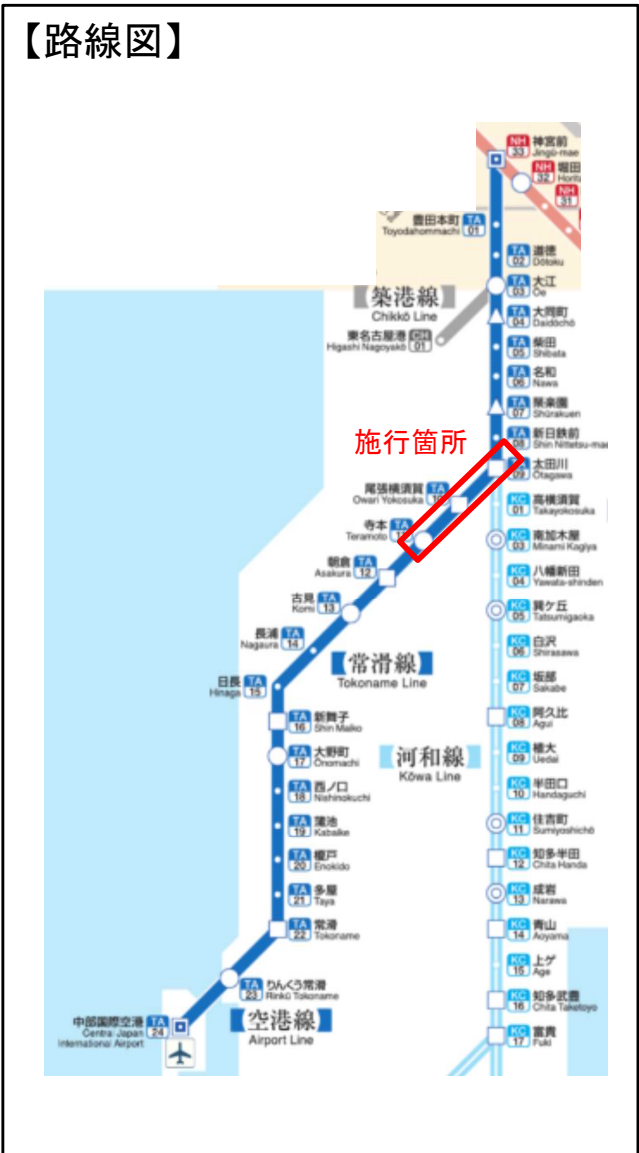 【路線図】
NH 33 神宮前
Jingū-mae
NH 32 堀田
Horita
NH 31
豊田本町 TA 01
Toyodahommachi
TA 02 道徳
Dōtoku
TA 03 大江
Ōe
【築港線】
Chikkō Line
TA 04 大同町
Daidōchō
東名古屋港 CH 01
Higashi Nagoyakō
TA 05 柴田
Shibata
TA 06 名和
Nawa
TA 07 聚楽園
Shūrakuen
TA 08 新日鉄前
Shin Nittetsu-mae
施行箇所
TA 09 太田川
Ōtagawa
尾張横須賀 TA
Owari Yokosuka
KC 01 高横須賀
Takayokosuka
寺本 TA
Teramoto
KC 03 南加木屋
Minami Kagiya
朝倉 TA 12
Asakura
KC 04 八幡新田
Yawata-shinden
古見 TA 13
Komi
KC 05 巽ケ丘
Tatsumigaoka
長浦 TA 14
Nagaura
KC 06 白沢
Shirasawa
【常滑線】
Tokoname Line
日長 TA 15
Hinaga
KC 07 坂部
Sakabe
TA 16 新舞子
Shin Maiko
KC 08 阿久比
Agui
TA 17 大野町
Ōnomachi
【河和線】
Kōwa Line
KC 09 植大
Uedai
TA 18 西ノ口
Nishinokuchi
KC 10 半田口
Handaguchi
TA 19 蒲池
Kabaike
KC 11 住吉町
Sumiyoshichō
TA 20 榎戸
Enokido
KC 12 知多半田
Chita Handa
TA 21 多屋
Taya
KC 13 成岩
Narawa
TA 22 常滑
Tokoname
KC 14 青山
Aoyama
KC 15 上ゲ
Age
TA 23 りんくう常滑
Rinkū Tokoname
KC 16 知多武豊
Chita Taketoyo
中部国際空港 TA 24
Central Japan
International Airport
【空港線】
Airport Line
KC 17 富貴
Fuki